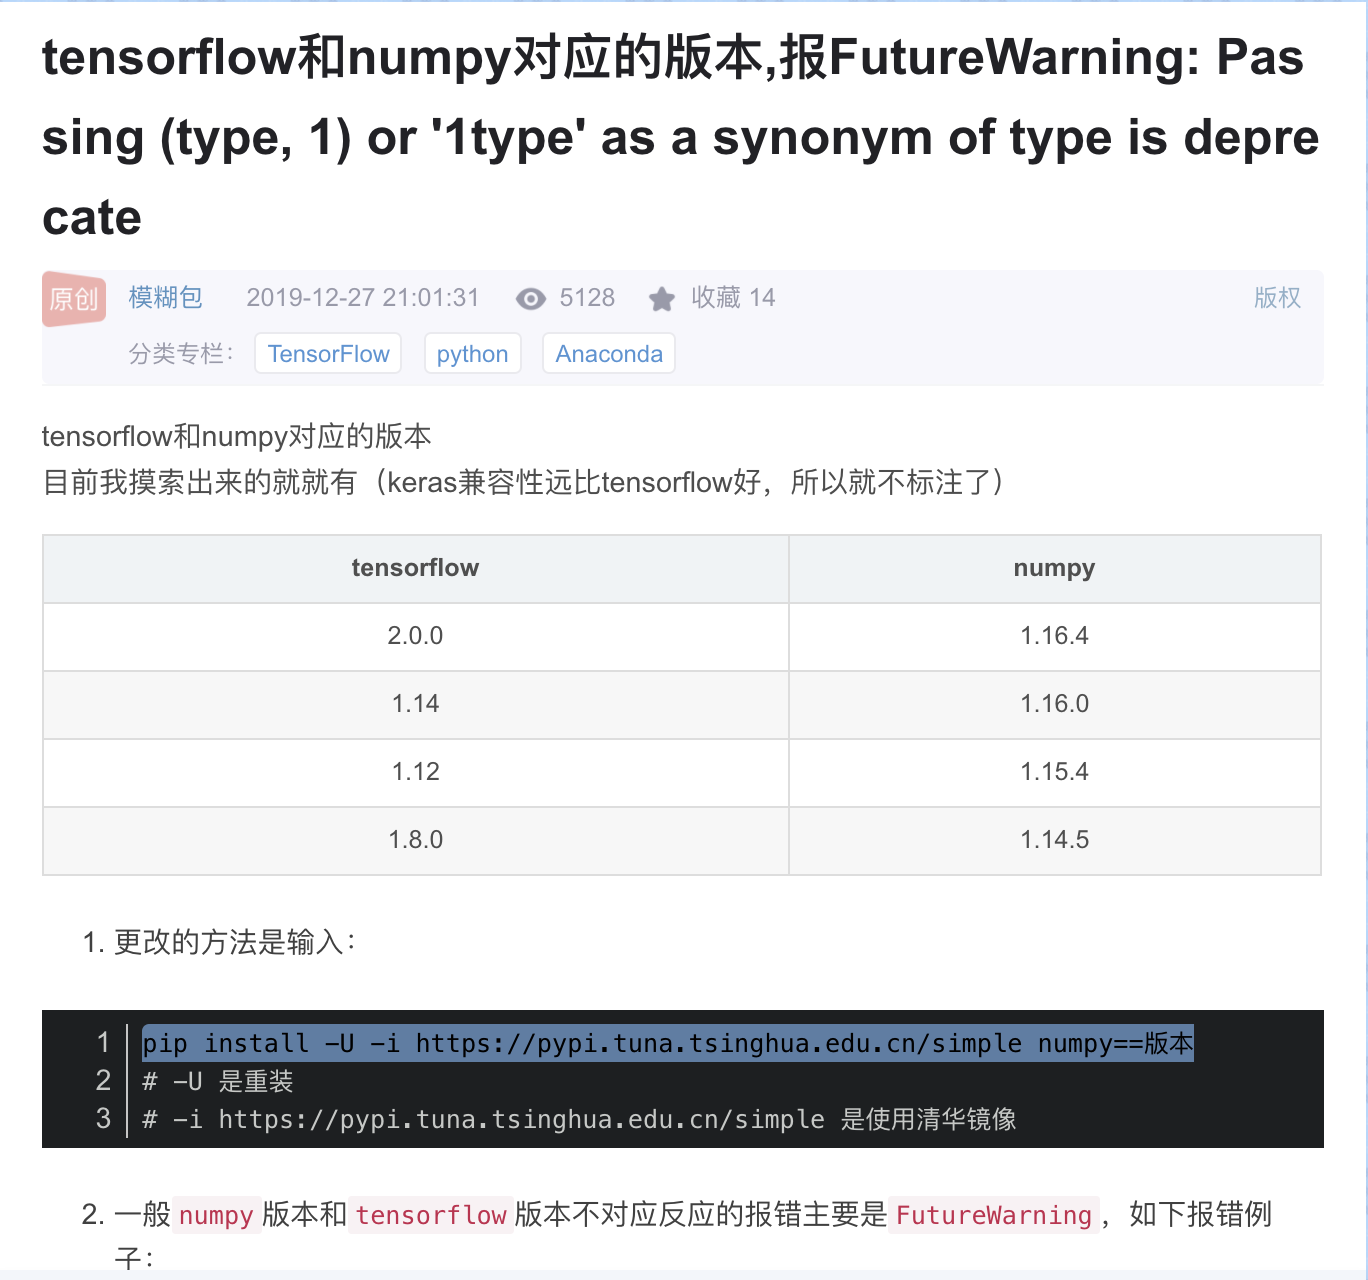 tensorflow和numpy对应的版本,报FutureWarning: Pas
sing (type, 1) or '1type' as a synonym of type is depre
cate
原创 模糊包 2019-12-27 21:01:31 5128 收藏 14 版权
分类专栏： TensorFlow python Anaconda
tensorflow和numpy对应的版本
目前我摸索出来的就就有（keras兼容性远比tensorflow好，所以就不标注了）
tensorflow numpy
2.0.0 1.16.4
1.14 1.16.0
1.12 1.15.4
1.8.0 1.14.5
1. 更改的方法是输入：
1 pip install -U -i https://pypi.tuna.tsinghua.edu.cn/simple numpy==版本
2 # -U 是重装
3 # -i https://pypi.tuna.tsinghua.edu.cn/simple 是使用清华镜像
2. 一般numpy版本和tensorflow版本不对应反应的报错主要是FutureWarning，如下报错例
子：